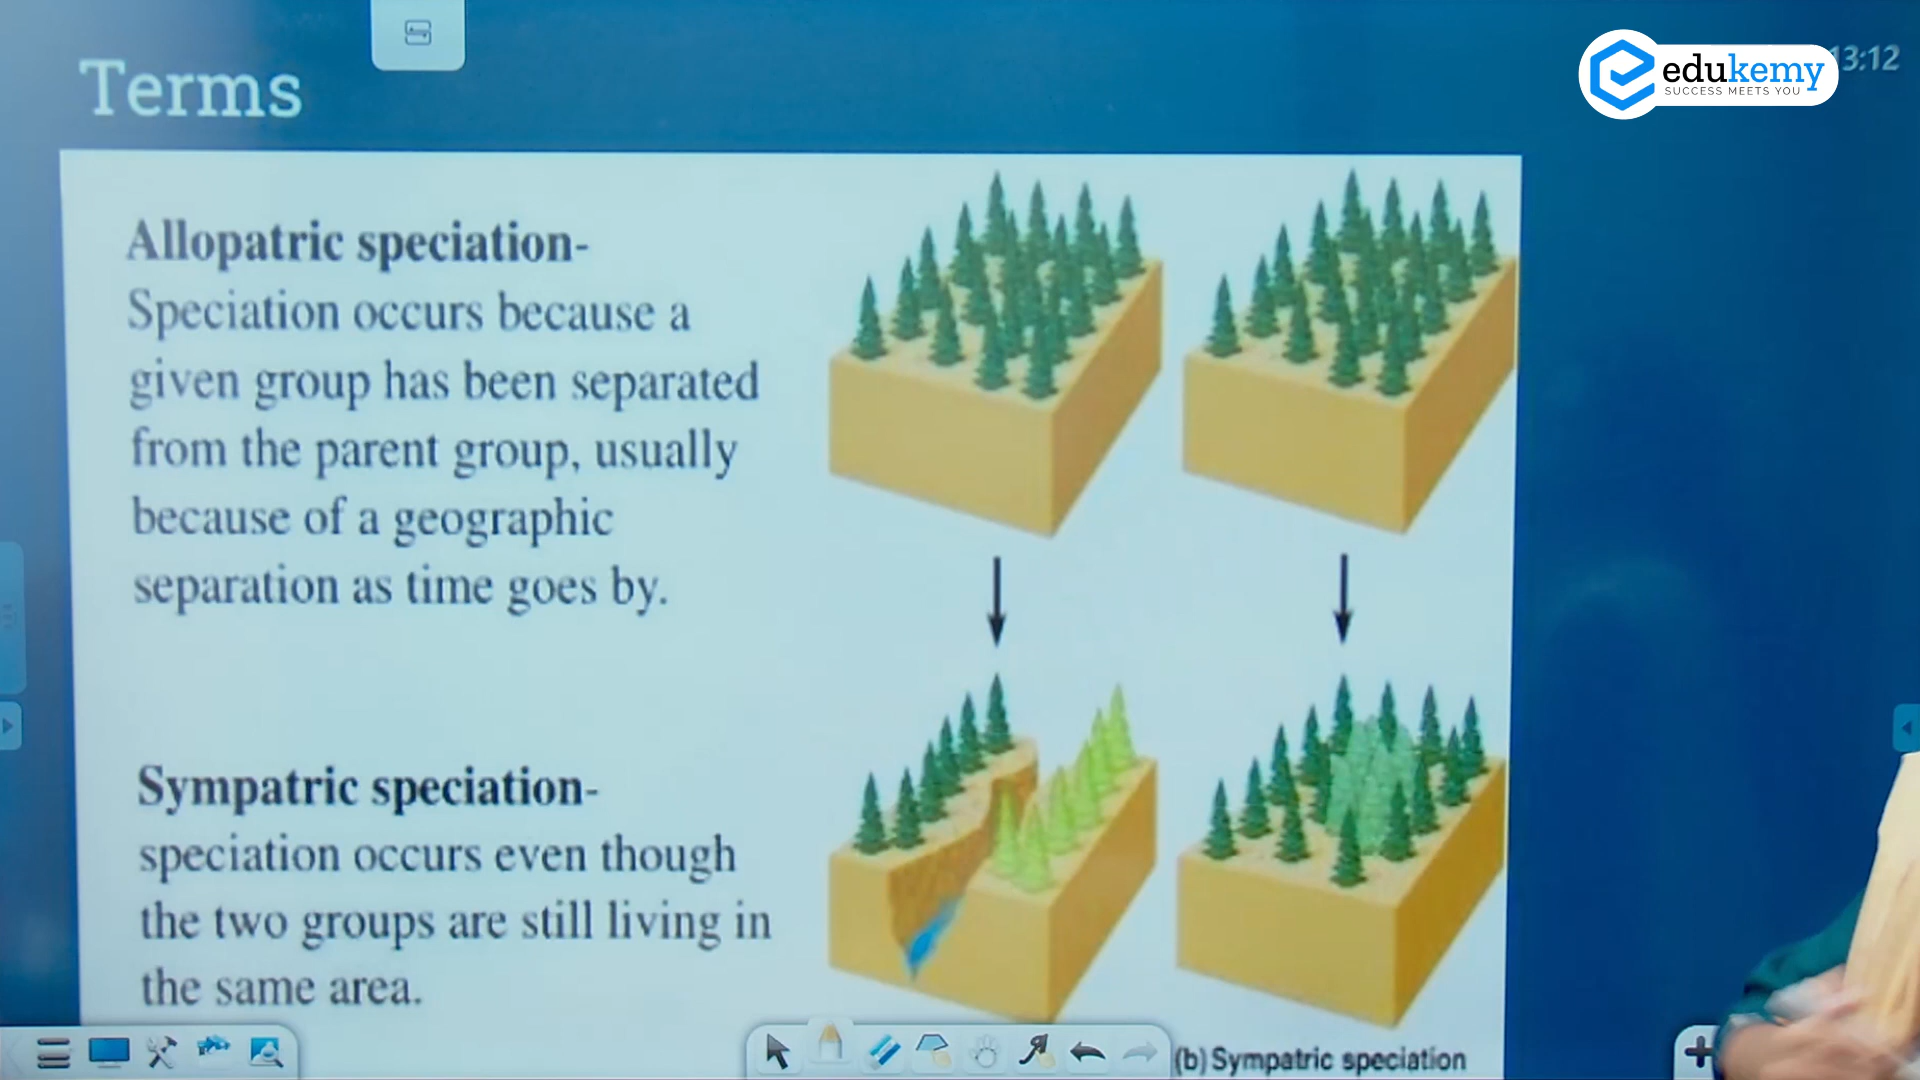 Terms
edukemy
SUCCESS MEETS YOU
13:12
Allopatric speciation-
Speciation occurs because a
given group has been separated
from the parent group, usually
because of a geographic
separation as time goes by.
Sympatric speciation-
speciation occurs even though
the two groups are still living in
the same area.
(b) Sympatric speciation